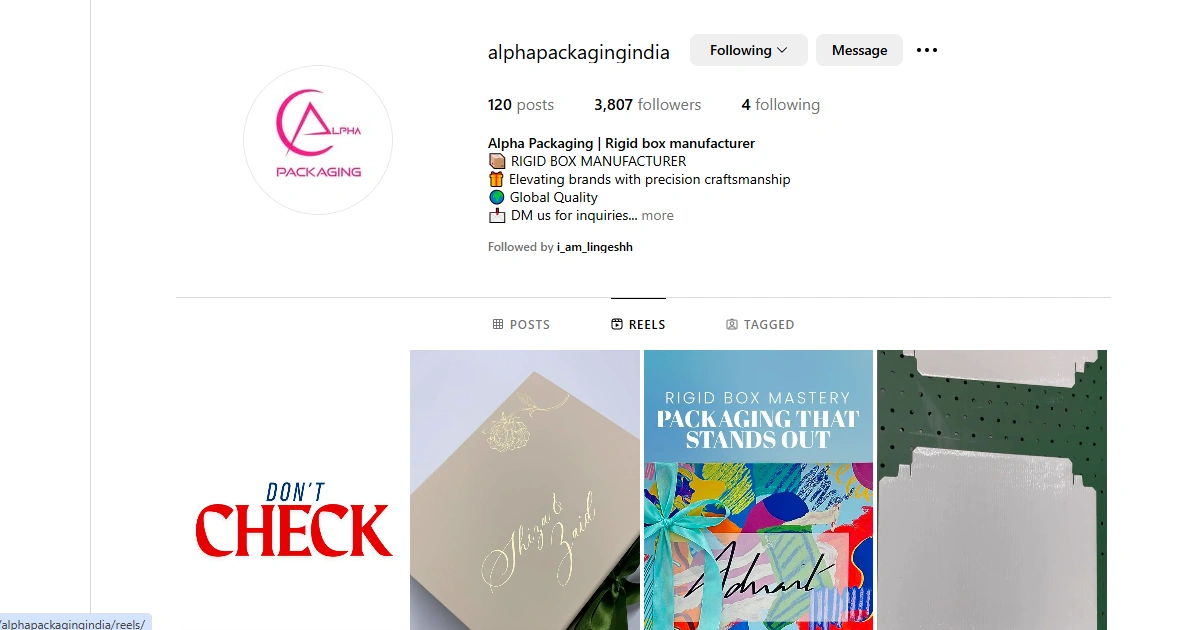 alphapackagingindia Following Message
120 posts 3,807 followers 4 following
ALPHA
PACKAGING
Alpha Packaging | Rigid box manufacturer
RIGID BOX MANUFACTURER
Elevating brands with precision craftsmanship
Global Quality
DM us for inquiries... more
Followed by i_am_lingeshh
POSTS REELS TAGGED
DON'T
CHECK
Shiza &
Zaid
RIGID BOX MASTERY
PACKAGING THAT
STANDS OUT
/alphapackagingindia/reels/